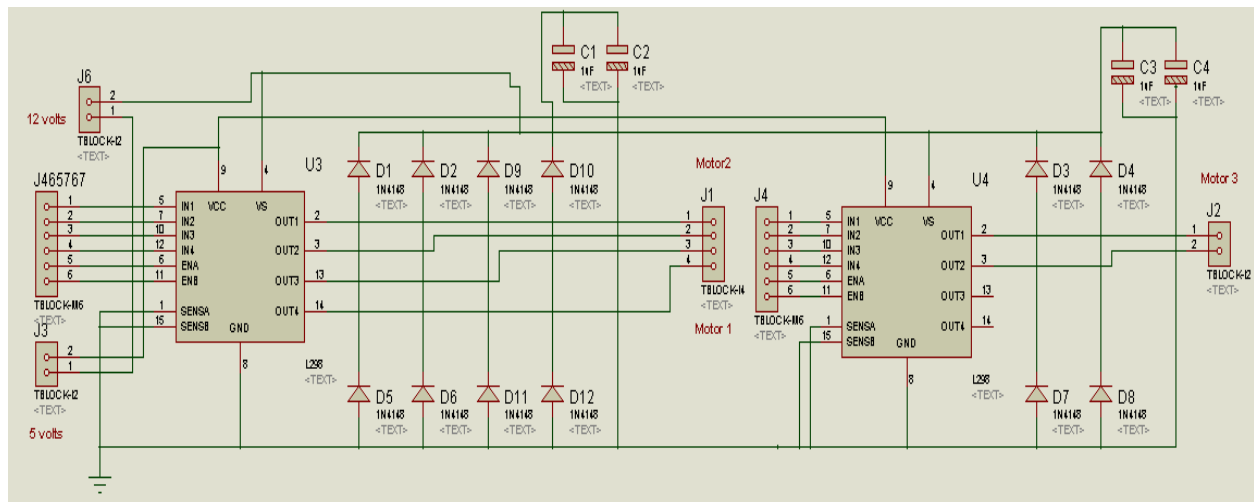 J6
2
1
12 volts
TBLOCK-I2
<TEXT>
C1
1uF
<TEXT>
C2
1uF
<TEXT>
C3
1uF
<TEXT>
C4
1uF
<TEXT>
J465767
1
2
3
4
5
6
TBLOCK-M6
<TEXT>
J3
2
1
TBLOCK-I2
<TEXT>
5 volts
U3
9
4
5
7
10
12
6
11
1
15
IN1
IN2
IN3
IN4
ENA
ENB
SENSA
SENSB
VCC
VS
GND
8
OUT1
OUT2
OUT3
OUT4
2
3
13
14
L298
<TEXT>
D1
1N4148
<TEXT>
D2
1N4148
<TEXT>
D9
1N4148
<TEXT>
D10
1N4148
<TEXT>
D5
1N4148
<TEXT>
D6
1N4148
<TEXT>
D11
1N4148
<TEXT>
D12
1N4148
<TEXT>
Motor2
J1
1
2
3
4
TBLOCK-I4
<TEXT>
Motor 1
J4
1
2
3
4
5
6
TBLOCK-M6
<TEXT>
U4
9
4
5
7
10
12
6
11
1
15
IN1
IN2
IN3
IN4
ENA
ENB
SENSA
SENSB
VCC
VS
GND
8
OUT1
OUT2
OUT3
OUT4
2
3
13
14
L298
<TEXT>
D3
1N4148
<TEXT>
D4
1N4148
<TEXT>
D7
1N4148
<TEXT>
D8
1N4148
<TEXT>
Motor 3
J2
1
2
TBLOCK-I2
<TEXT>